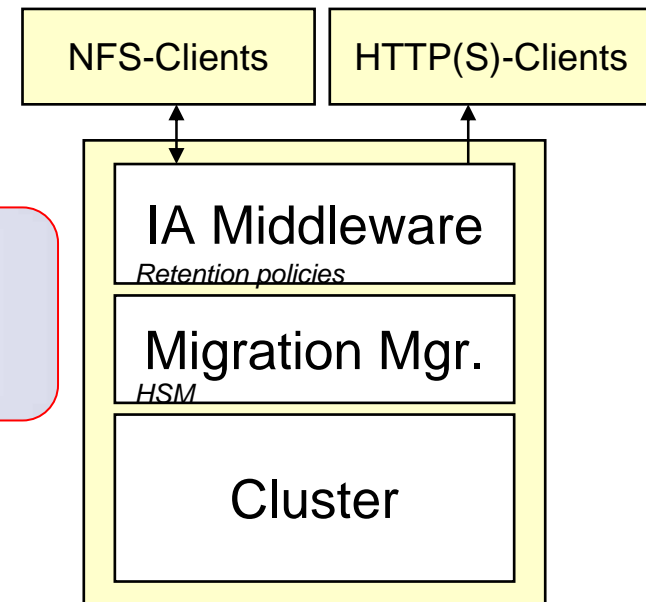 NFS-Clients
HTTP(S)-Clients
IA Middleware
Retention policies
Migration Mgr.
HSM
Cluster